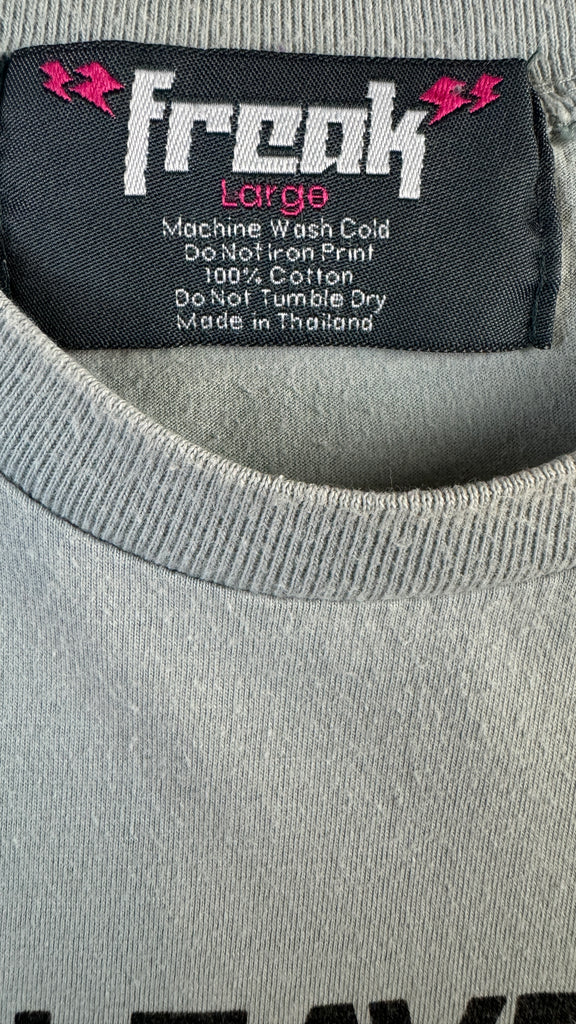 freak
Large
Machine Wash Cold
Do Not Iron Print
100% Cotton
Do Not Tumble Dry
Made in Thailand